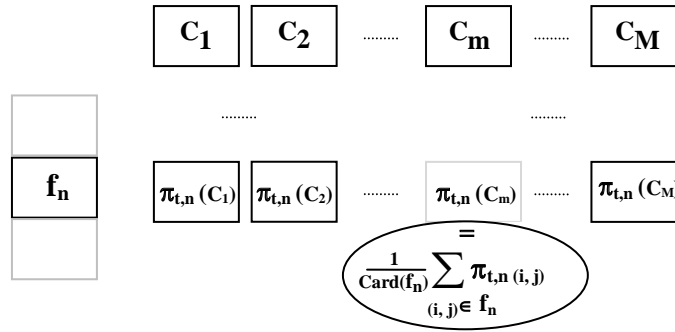 C1 C2 ......... Cm ......... CM
......... .........
fn πt,n (C1) πt,n (C2) ......... πt,n (Cm) ......... πt,n (CM)
=
1/Card(fn) ∑ πt,n (i, j)
(i, j) ∈ fn